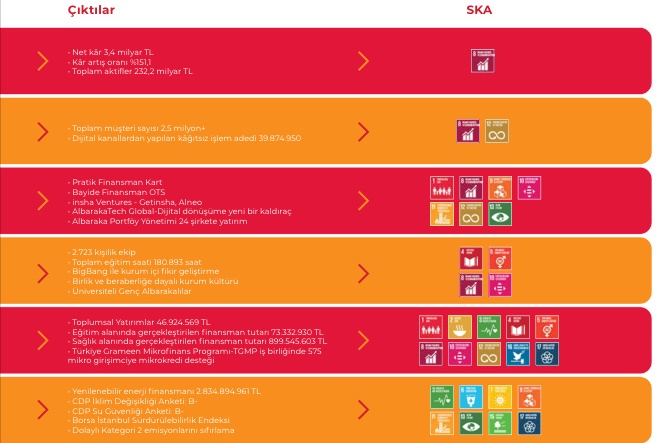 Çıktılar
SKA
• Net kâr 3,4 milyar TL
• Kâr artış oranı %151,1
• Toplam aktifler 232,2 milyar TL
• Toplam müşteri sayısı 2,5 milyon+
• Dijital kanallardan yapılan kâğıtsız işlem adedi 39.874.950
• Pratik Finansman Kart
• Bayide Finansman OTS
• insha Ventures - Getinsha, Alneo
• AlbarakaTech Global-Dijital dönüşüme yeni bir kaldıraç
• Albaraka Portföy Yönetimi 24 şirkete yatırım
• 2.723 kişilik ekip
• Toplam eğitim saati 180.893 saat
• BigBang ile kurum içi fikir geliştirme
• Birlik ve beraberliğe dayalı kurum kültürü
• Üniversiteli Genç Albarakalılar
• Toplumsal Yatırımlar 46.924.569 TL
• Eğitim alanında gerçekleştirilen finansman tutarı 73.332.930 TL
• Sağlık alanında gerçekleştirilen finansman tutarı 899.545.603 TL
• Türkiye Grameen Mikrofinans Programı-TGMP iş birliğinde 575
mikro girişimciye mikrokredi desteği
• Yenilenebilir enerji finansmanı 2.834.894.961 TL
• CDP İklim Değişikliği Anketi: B-
• CDP Su Güvenliği Anketi: B-
• Borsa İstanbul Sürdürülebilirlik Endeksi
• Dolaylı Kategori 2 emisyonlarını sıfırlama